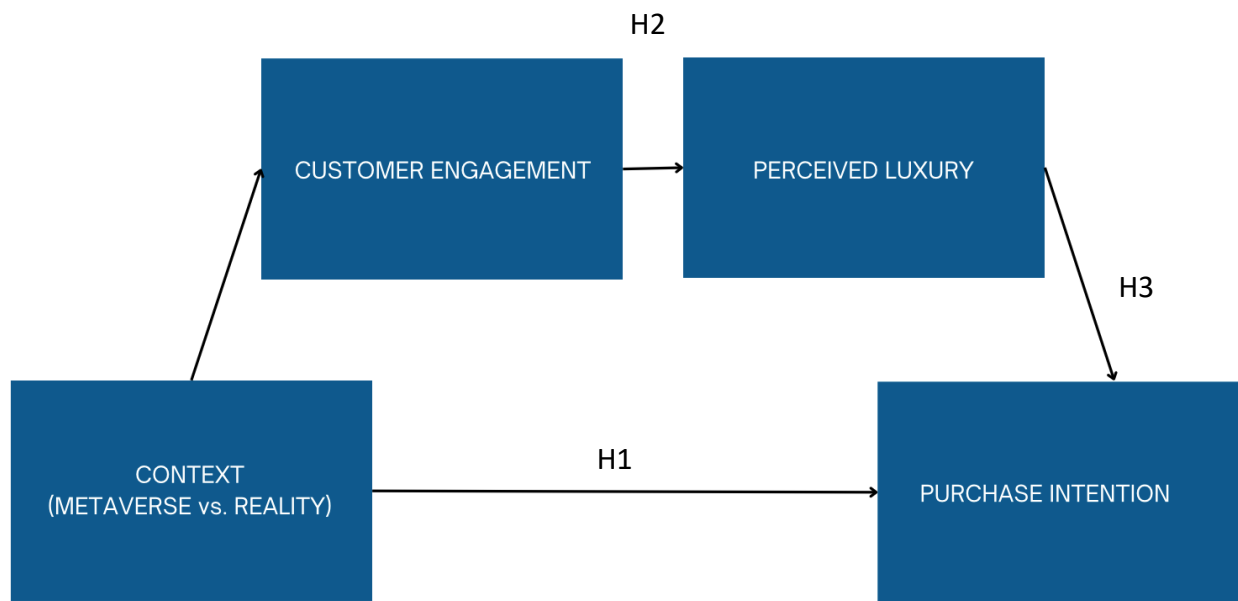 H2
CUSTOMER ENGAGEMENT
PERCEIVED LUXURY
H3
H1
CONTEXT
(METAVERSE vs. REALITY)
PURCHASE INTENTION